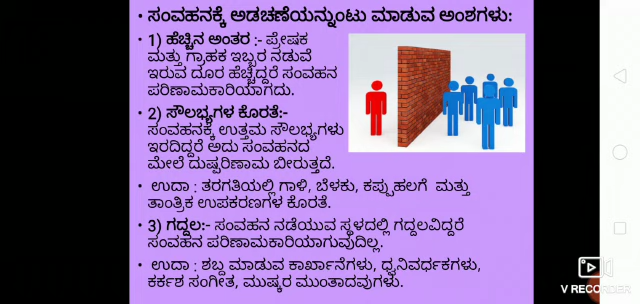 • ಸಂವಹನಕ್ಕೆ ಅಡಚಣೆಯನ್ನುಂಟು ಮಾಡುವ ಅಂಶಗಳು:
• 1) ಹೆಚ್ಚಿನ ಅಂತರ :- ಪ್ರೇಷಕ
ಮತ್ತು ಗ್ರಾಹಕ ಇಬ್ಬರ ನಡುವೆ
ಇರುವ ದೂರ ಹೆಚ್ಚಿದ್ದರೆ ಸಂವಹನ
ಪರಿಣಾಮಕಾರಿಯಾಗದು.
• 2) ಸೌಲಭ್ಯಗಳ ಕೊರತೆ:-
ಸಂವಹನಕ್ಕೆ ಉತ್ತಮ ಸೌಲಭ್ಯಗಳು
ಇರದಿದ್ದರೆ ಅದು ಸಂವಹನದ
ಮೇಲೆ ದುಷ್ಪರಿಣಾಮ ಬೀರುತ್ತದೆ.
• ಉದಾ : ತರಗತಿಯಲ್ಲಿ ಗಾಳಿ, ಬೆಳಕು, ಕಪ್ಪುಹಲಗೆ ಮತ್ತು
ತಾಂತ್ರಿಕ ಉಪಕರಣಗಳ ಕೊರತೆ.
• 3) ಗದ್ದಲ:- ಸಂವಹನ ನಡೆಯುವ ಸ್ಥಳದಲ್ಲಿ ಗದ್ದಲವಿದ್ದರೆ
ಸಂವಹನ ಪರಿಣಾಮಕಾರಿಯಾಗುವುದಿಲ್ಲ.
• ಉದಾ : ಶಬ್ದ ಮಾಡುವ ಕಾರ್ಖಾನೆಗಳು, ಧ್ವನಿವರ್ಧಕಗಳು,
ಕರ್ಕಶ ಸಂಗೀತ, ಮುಷ್ಕರ ಮುಂತಾದವುಗಳು.
V RECORDER